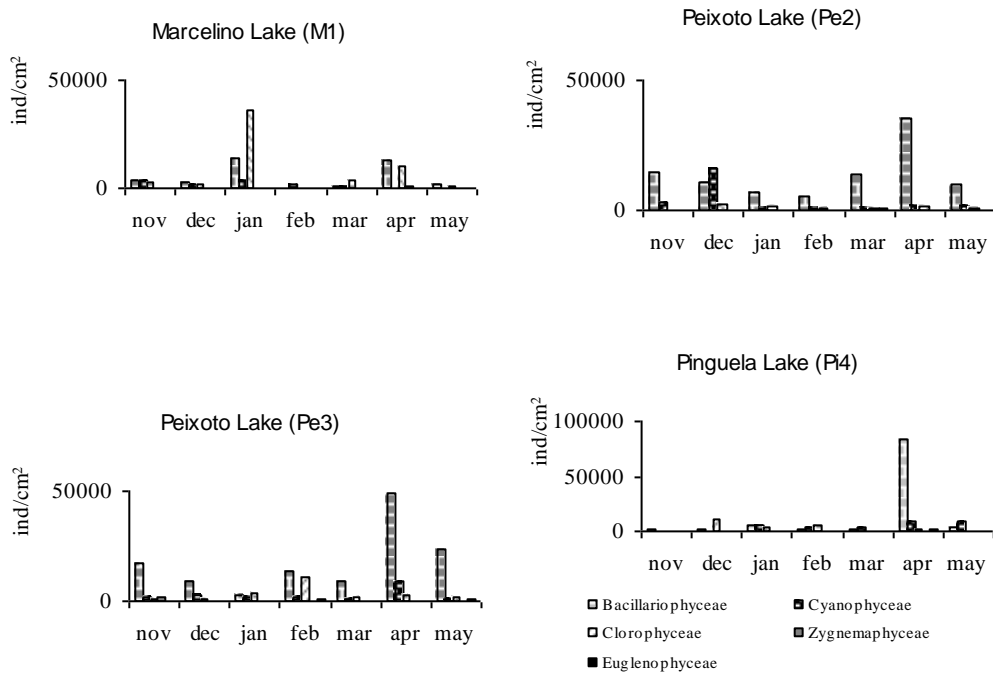 Marcelino Lake (M1)
ind/cm²
50000
0
nov dec jan feb mar apr may
Peixoto Lake (Pe2)
ind/cm²
50000
0
nov dec jan feb mar apr may
Peixoto Lake (Pe3)
ind/cm²
50000
0
nov dec jan feb mar apr may
Pinguela Lake (Pi4)
ind/cm²
100000
50000
0
nov dec jan feb mar apr may
Bacillariophyceae Cyanophyceae
Clorophyceae Zygnemaphyceae
Euglenophyceae